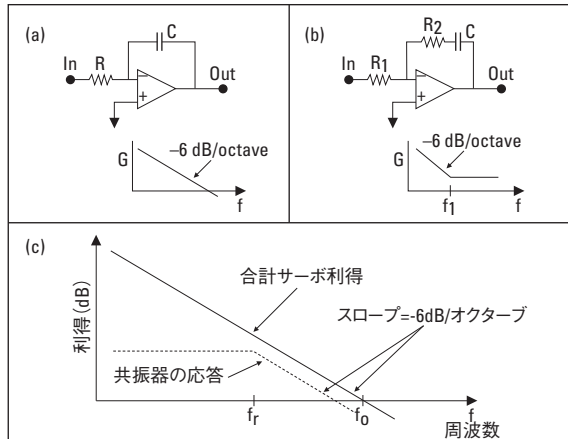 (a)
C
In
R
Out
−
+
−6 dB/octave
G
f
(b)
R2
C
In
R1
Out
−
+
−6 dB/octave
G
f1
f
(c)
利得(dB)
合計サーボ利得
スロープ=-6dB/オクターブ
共振器の応答
fr
fo
f
周波数